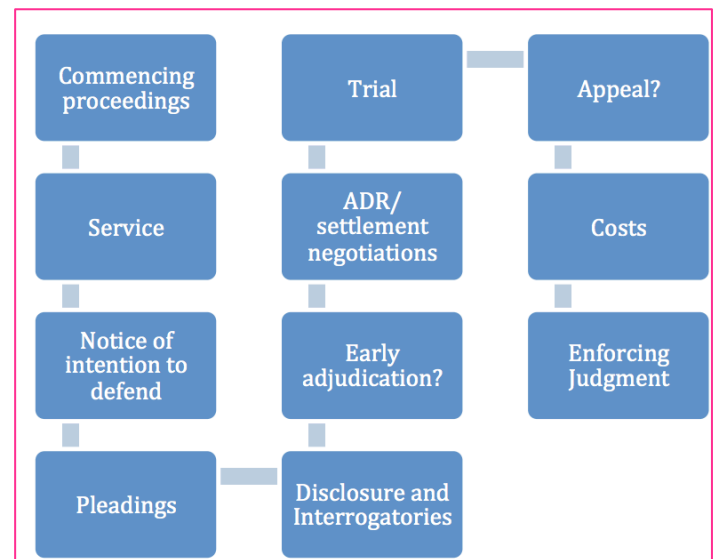 Commencing
proceedings
Service
Notice of
intention to
defend
Pleadings
Disclosure and
Interrogatories
Early
adjudication?
ADR/
settlement
negotiations
Trial
Appeal?
Costs
Enforcing
Judgment